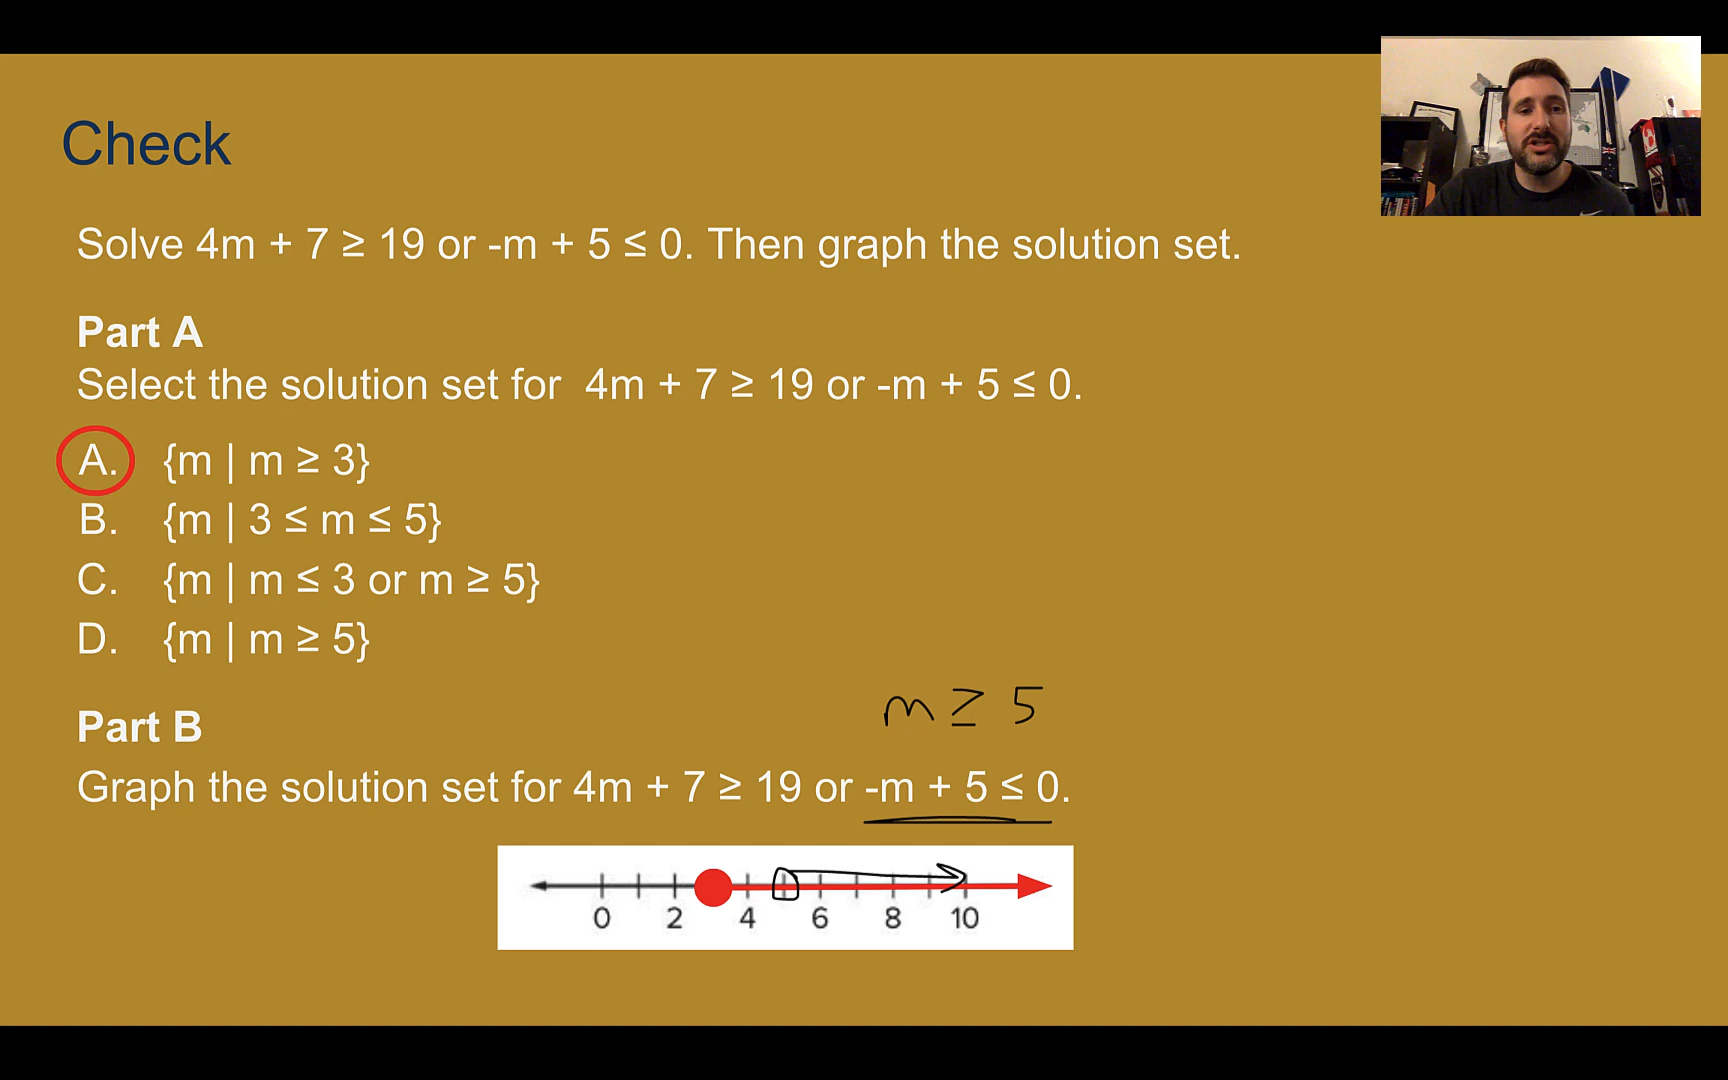 Check
Solve 4m + 7 ≥ 19 or -m + 5 ≤ 0. Then graph the solution set.
Part A
Select the solution set for 4m + 7 ≥ 19 or -m + 5 ≤ 0.
A. {m | m ≥ 3}
B. {m | 3 ≤ m ≤ 5}
C. {m | m ≤ 3 or m ≥ 5}
D. {m | m ≥ 5}
m ≥ 5
Part B
Graph the solution set for 4m + 7 ≥ 19 or -m + 5 ≤ 0.
0 2 4 6 8 10